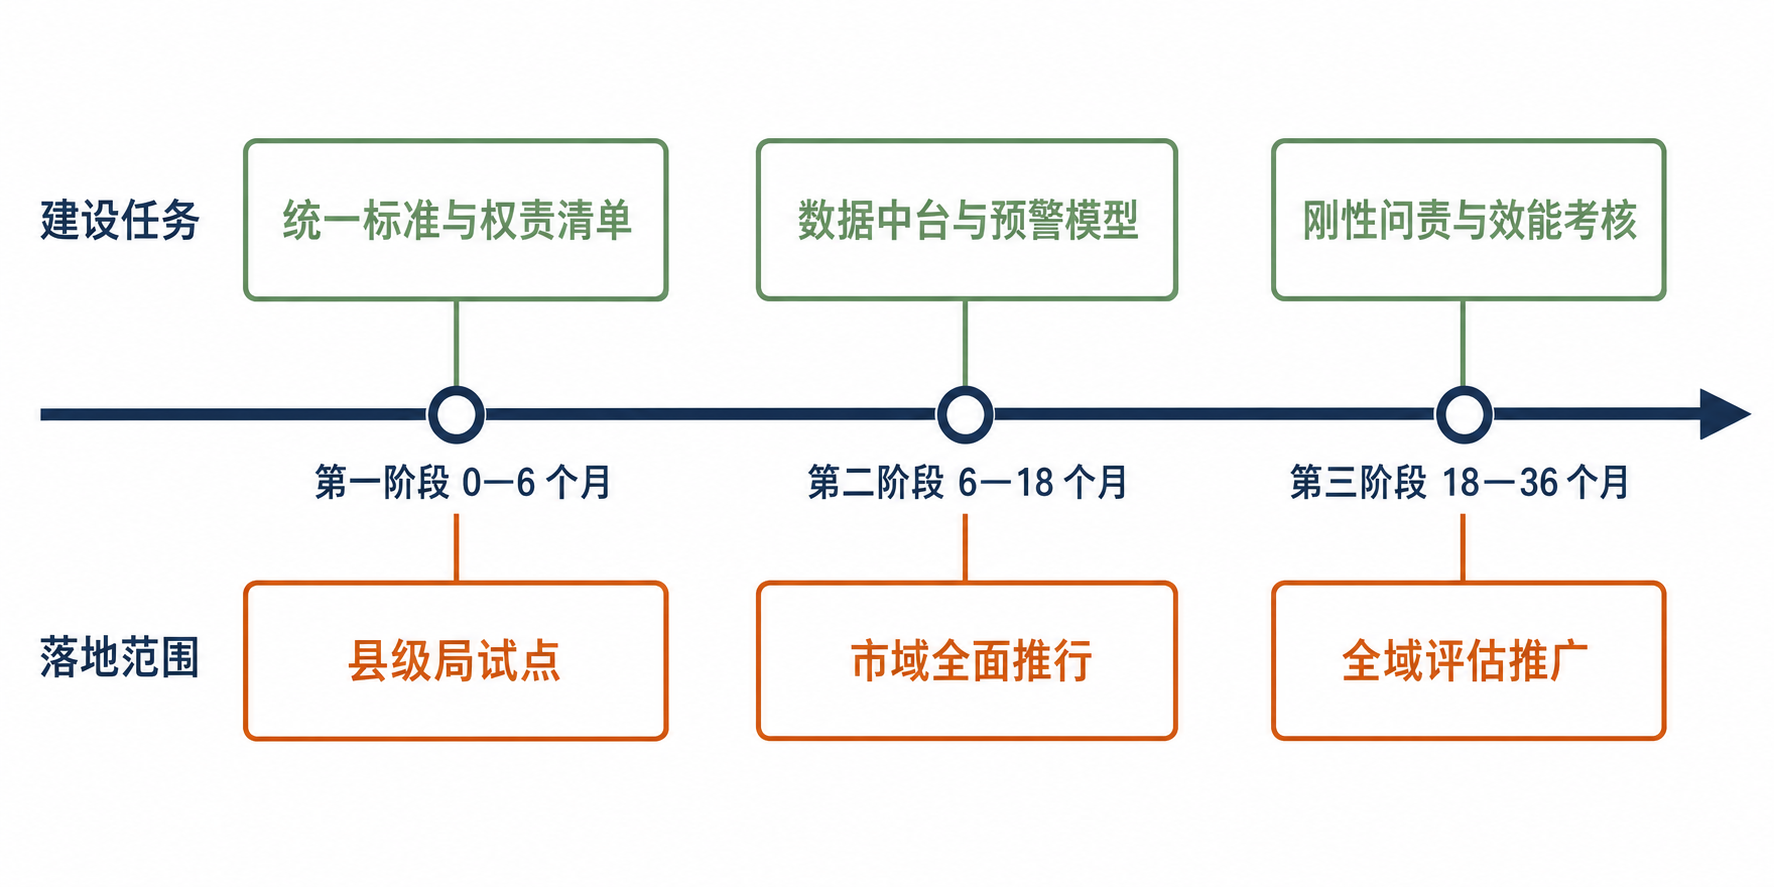 建设任务
统一标准与权责清单
数据中台与预警模型
刚性问责与效能考核
第一阶段 0—6 个月
第二阶段 6—18 个月
第三阶段 18—36 个月
落地范围
县级局试点
市域全面推行
全域评估推广